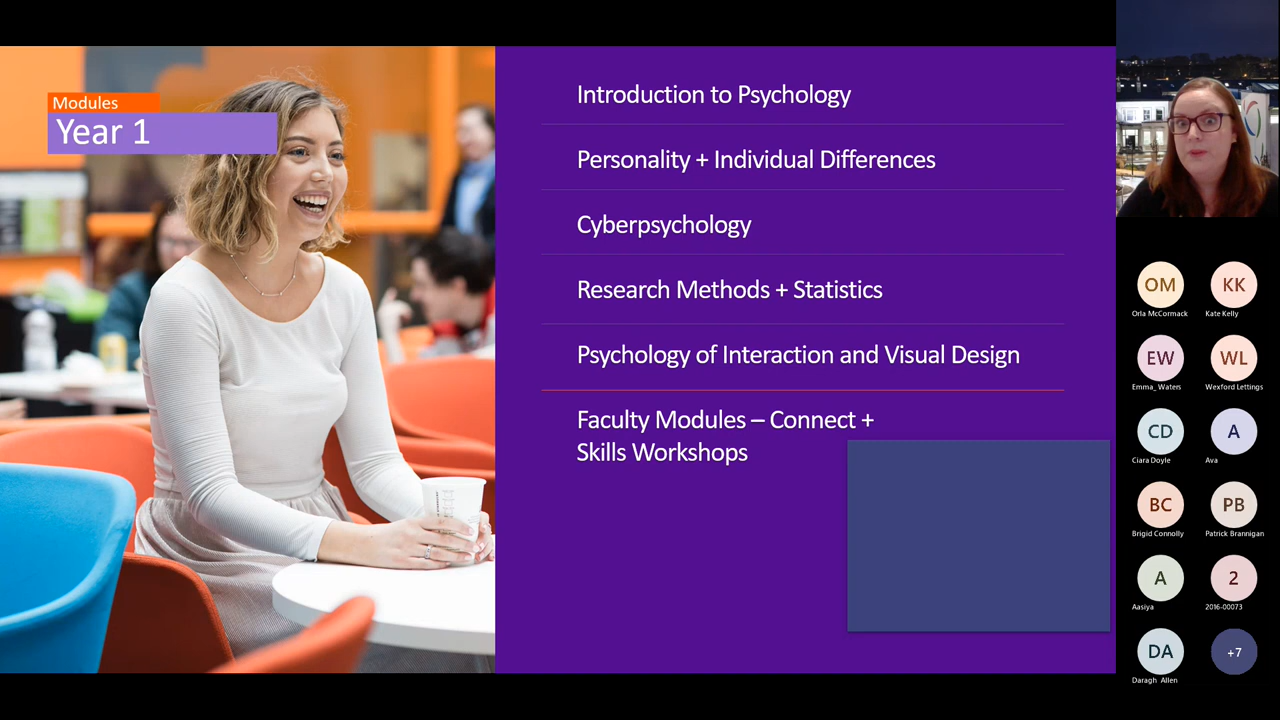 Modules
Year 1
Introduction to Psychology
Personality + Individual Differences
Cyberpsychology
Research Methods + Statistics
Psychology of Interaction and Visual Design
Faculty Modules – Connect +
Skills Workshops
OM
KK
Orla McCormack
Kate Kelly
EW
WL
Emma_ Waters
Wexford Lettings
CD
A
Ciara Doyle
Ava
BC
PB
Brigid Connolly
Patrick Brannigan
A
2
Aasiya
2016-00073
DA
+7
Daragh Allen